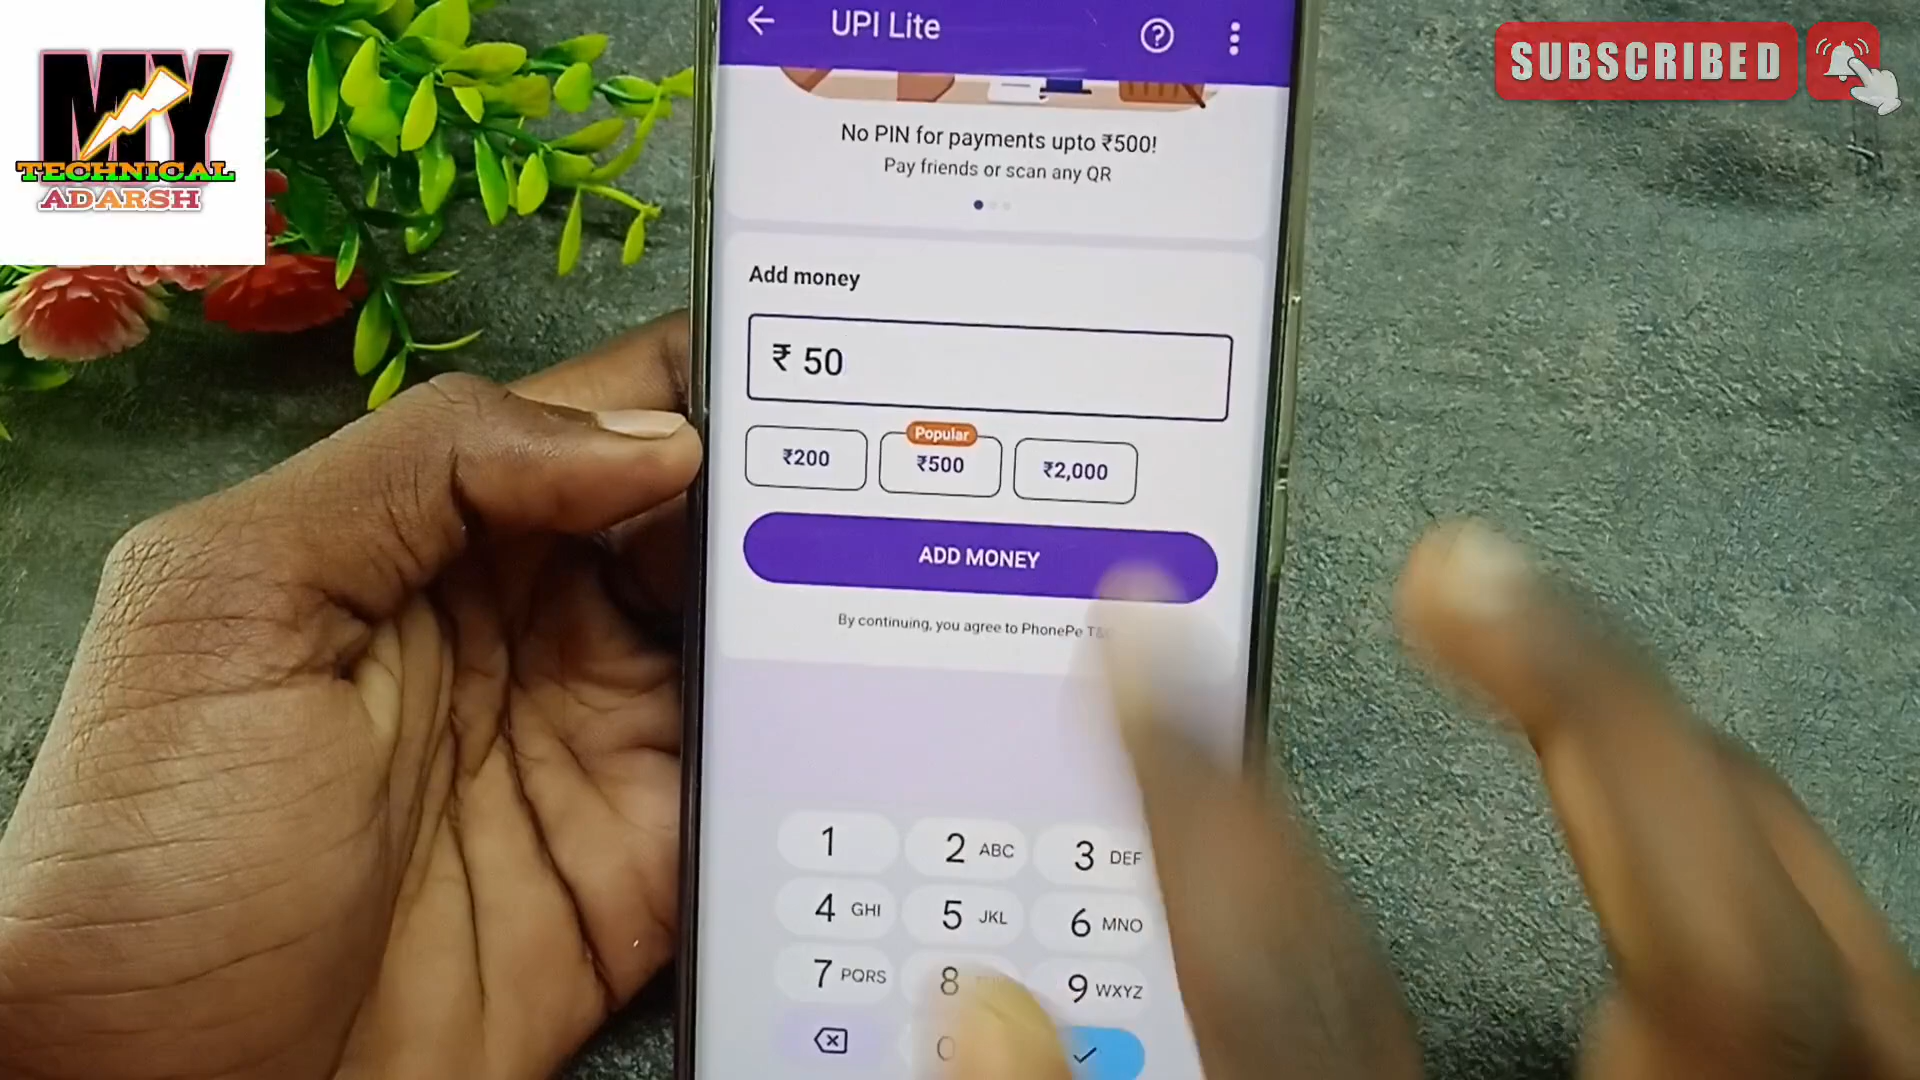 MY
TECHNICAL
ADARSH
SUBSCRIBED
UPI Lite
No PIN for payments upto ₹500!
Pay friends or scan any QR
Add money
₹ 50
Popular
₹200
₹500
₹2,000
ADD MONEY
By continuing, you agree to PhonePe
1
2 ABC
3 DEF
4 GHI
5 JKL
6 MNO
7 PQRS
8
9 WXYZ
0